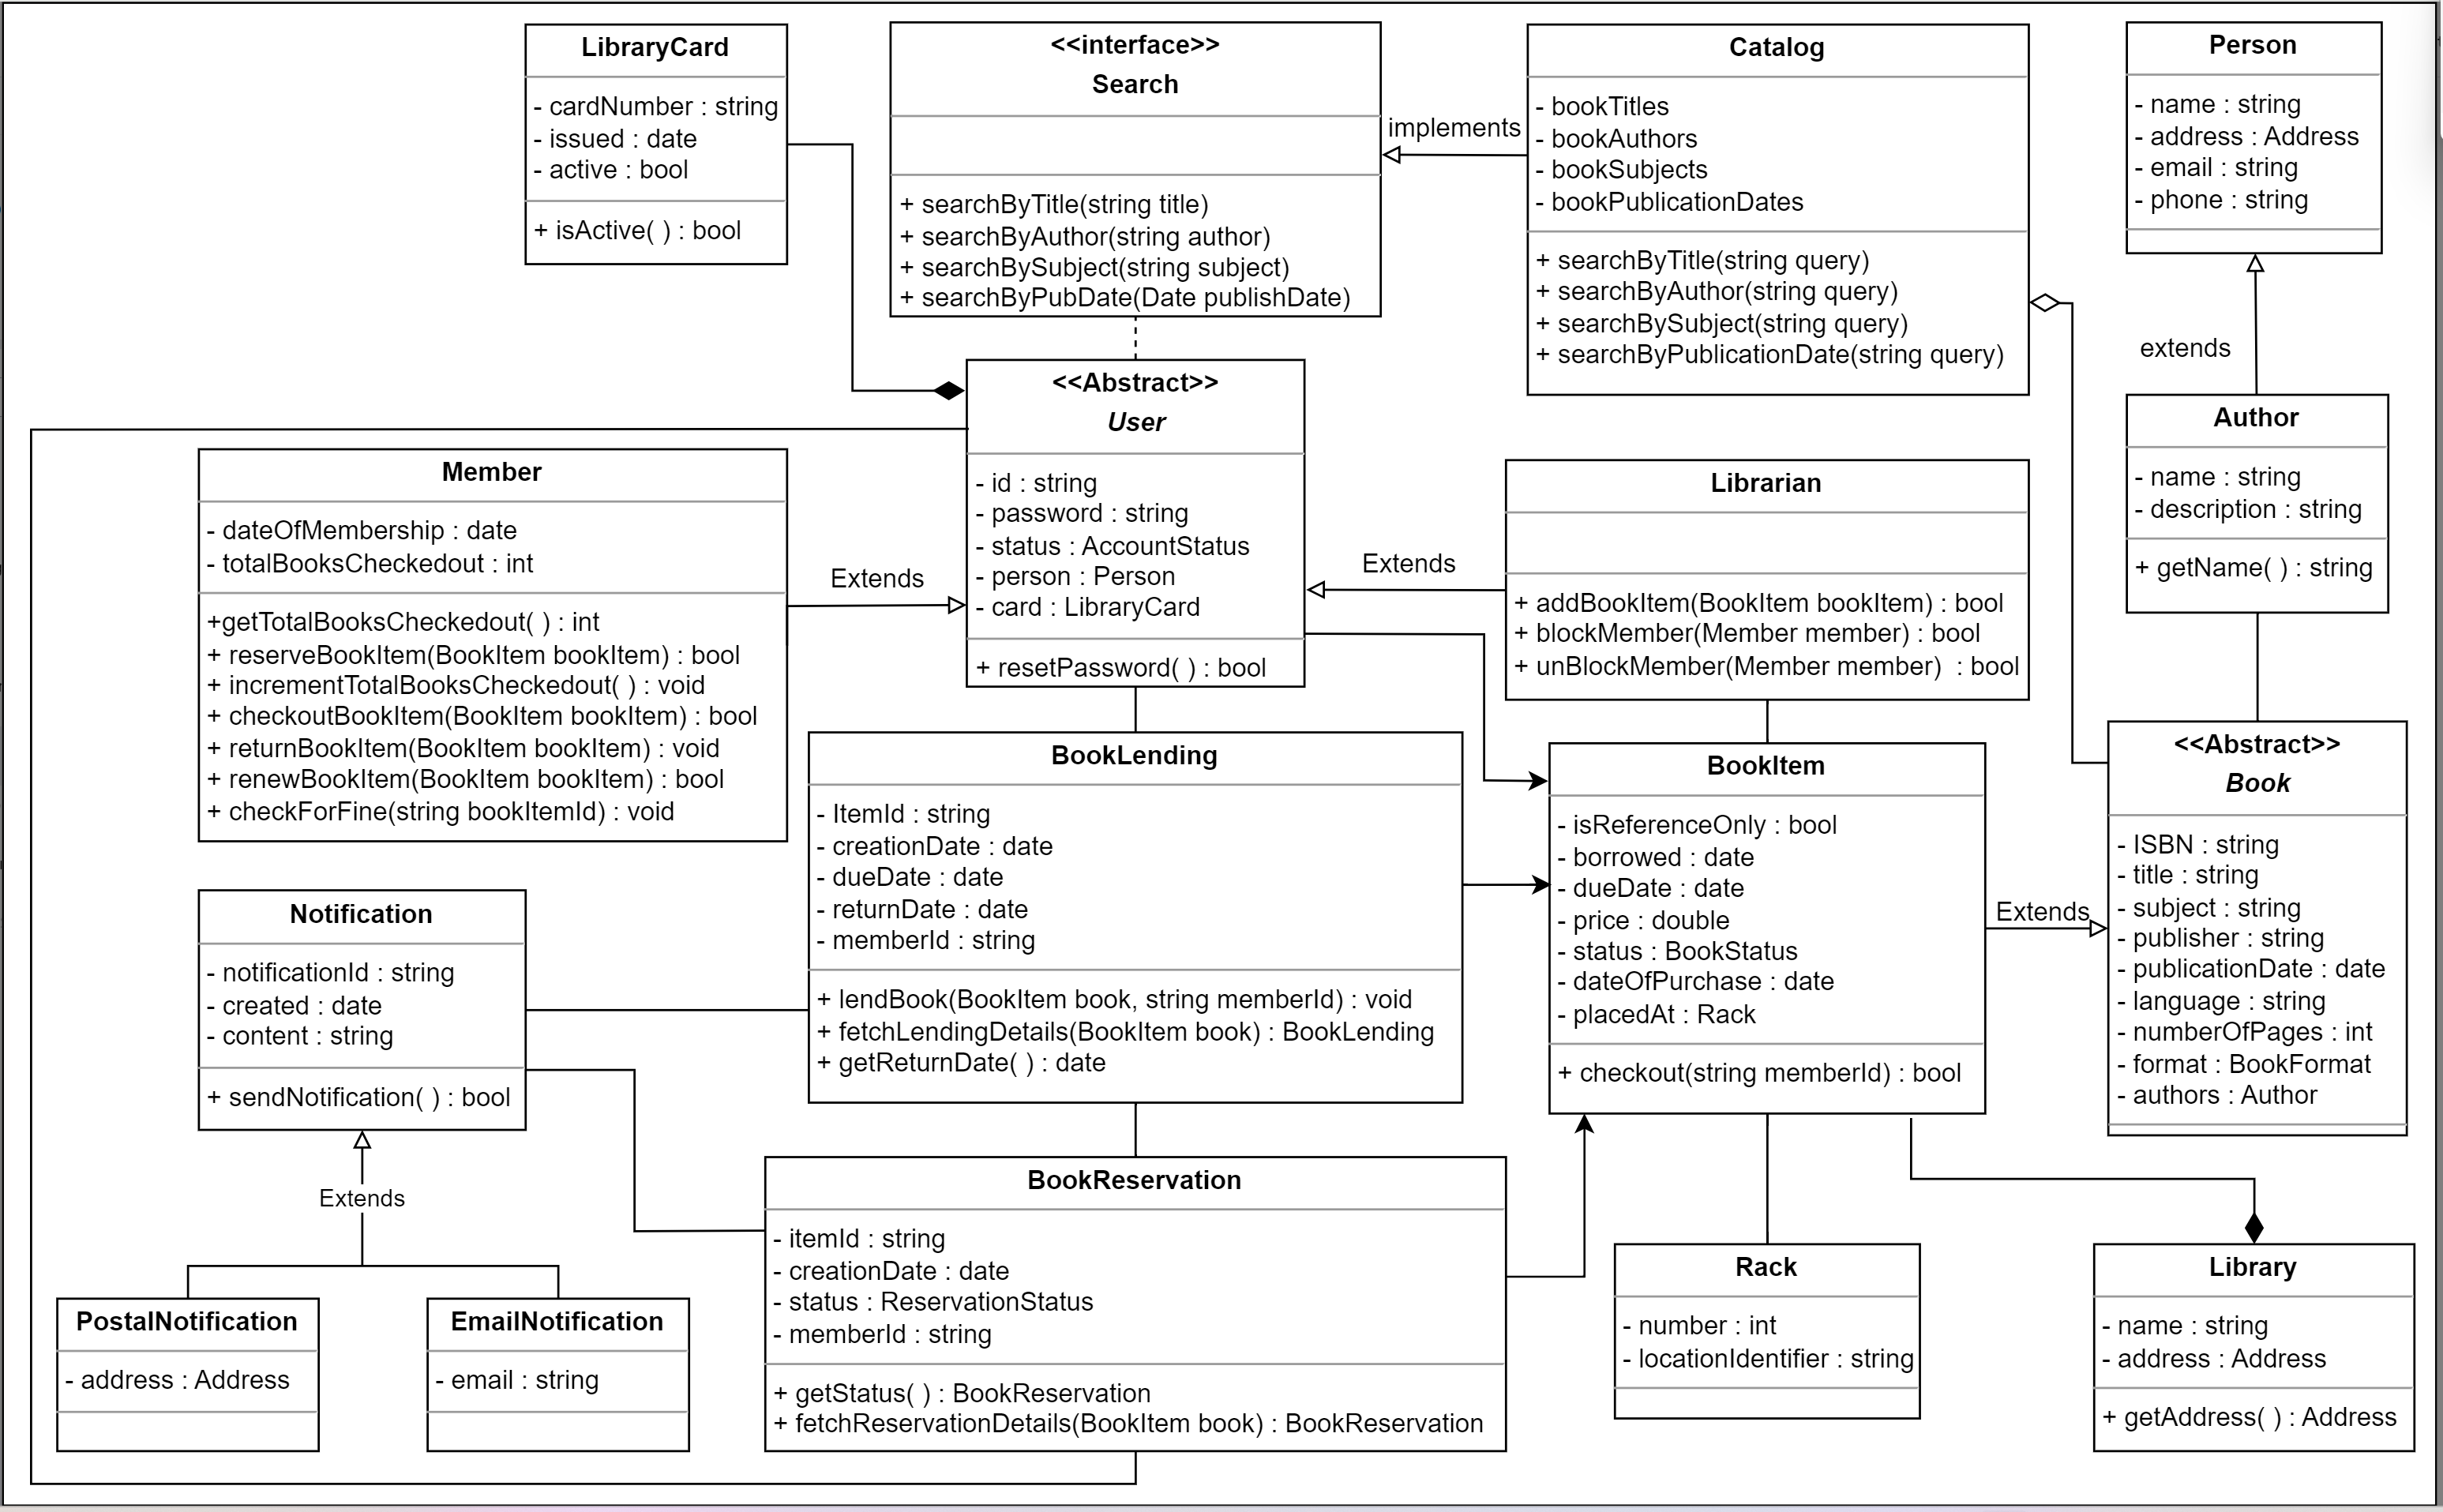 LibraryCard
- cardNumber : string
- issued : date
- active : bool
+ isActive( ) : bool
<<interface>>
Search
+ searchByTitle(string title)
+ searchByAuthor(string author)
+ searchBySubject(string subject)
+ searchByPubDate(Date publishDate)
implements
Catalog
- bookTitles
- bookAuthors
- bookSubjects
- bookPublicationDates
+ searchByTitle(string query)
+ searchByAuthor(string query)
+ searchBySubject(string query)
+ searchByPublicationDate(string query)
Person
- name : string
- address : Address
- email : string
- phone : string
extends
Author
- name : string
- description : string
+ getName( ) : string
<<Abstract>>
User
- id : string
- password : string
- status : AccountStatus
- person : Person
- card : LibraryCard
+ resetPassword( ) : bool
Member
- dateOfMembership : date
- totalBooksCheckedout : int
+getTotalBooksCheckedout( ) : int
+ reserveBookItem(BookItem bookItem) : bool
+ incrementTotalBooksCheckedout( ) : void
+ checkoutBookItem(BookItem bookItem) : bool
+ returnBookItem(BookItem bookItem) : void
+ renewBookItem(BookItem bookItem) : bool
+ checkForFine(string bookItemId) : void
Extends
Extends
Librarian
+ addBookItem(BookItem bookItem) : bool
+ blockMember(Member member) : bool
+ unBlockMember(Member member)  : bool
BookLending
- ItemId : string
- creationDate : date
- dueDate : date
- returnDate : date
- memberId : string
+ lendBook(BookItem book, string memberId) : void
+ fetchLendingDetails(BookItem book) : BookLending
+ getReturnDate( ) : date
BookItem
- isReferenceOnly : bool
- borrowed : date
- dueDate : date
- price : double
- status : BookStatus
- dateOfPurchase : date
- placedAt : Rack
+ checkout(string memberId) : bool
Extends
<<Abstract>>
Book
- ISBN : string
- title : string
- subject : string
- publisher : string
- publicationDate : date
- language : string
- numberOfPages : int
- format : BookFormat
- authors : Author
Notification
- notificationId : string
- created : date
- content : string
+ sendNotification( ) : bool
Extends
PostalNotification
- address : Address
EmailNotification
- email : string
BookReservation
- itemId : string
- creationDate : date
- status : ReservationStatus
- memberId : string
+ getStatus( ) : BookReservation
+ fetchReservationDetails(BookItem book) : BookReservation
Rack
- number : int
- locationIdentifier : string
Library
- name : string
- address : Address
+ getAddress( ) : Address